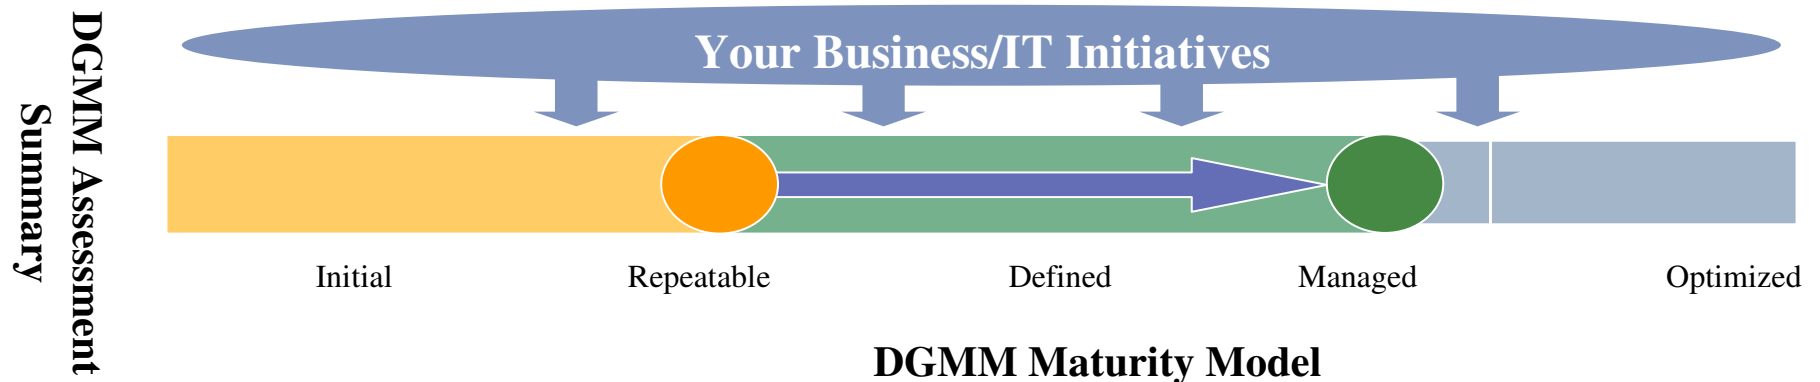 Your Business/IT Initiatives
DGMM Assessment
Summary
Initial
Repeatable
Defined
Managed
Optimized
DGMM Maturity Model